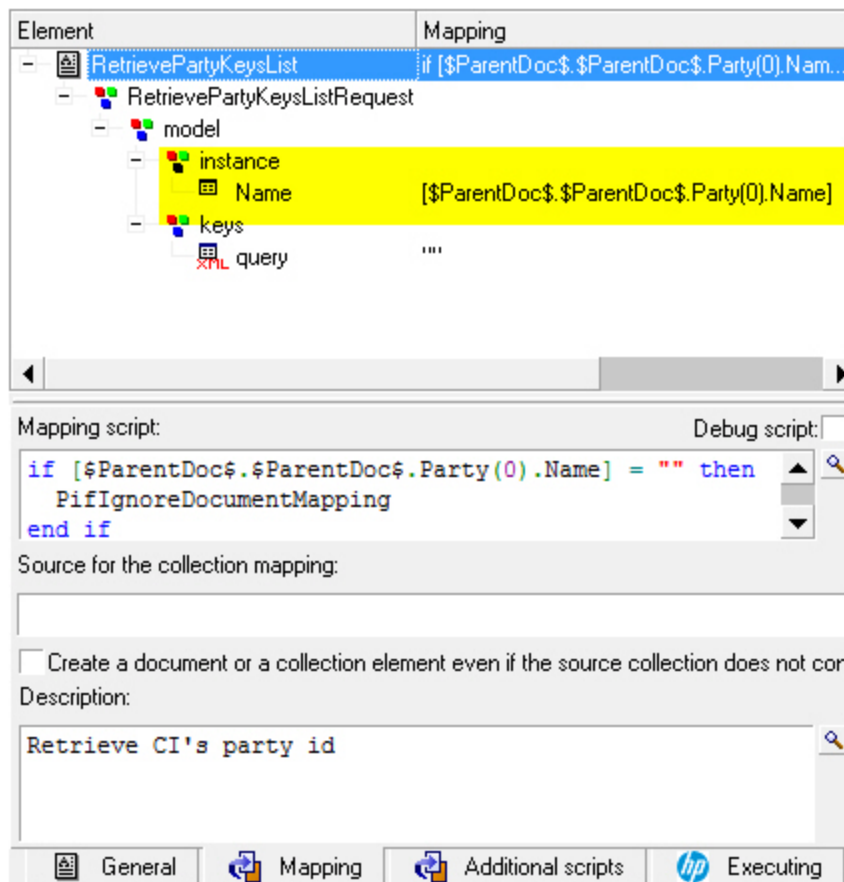 Element Mapping
RetrievePartyKeysList if [$ParentDoc$.$ParentDoc$.Party(0).Nam...
RetrievePartyKeysListRequest
model
instance
Name [$ParentDoc$.$ParentDoc$.Party(0).Name]
keys
XML query ""
Mapping script: Debug script:
if [$ParentDoc$.$ParentDoc$.Party(0).Name] = "" then
PifIgnoreDocumentMapping
end if
Source for the collection mapping:
Create a document or a collection element even if the source collection does not con
Description:
Retrieve CI's party id
General Mapping Additional scripts hp Executing